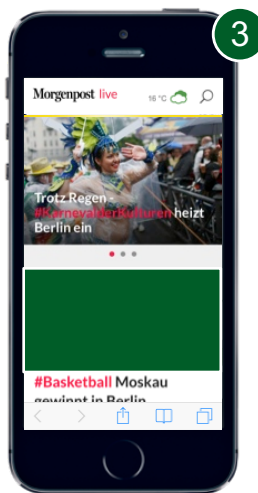 3
Morgenpost live
16 °C
Trotz Regen -
#KarnevalderKulturen heizt
Berlin ein
#Basketball Moskau
gewinnt in Berlin